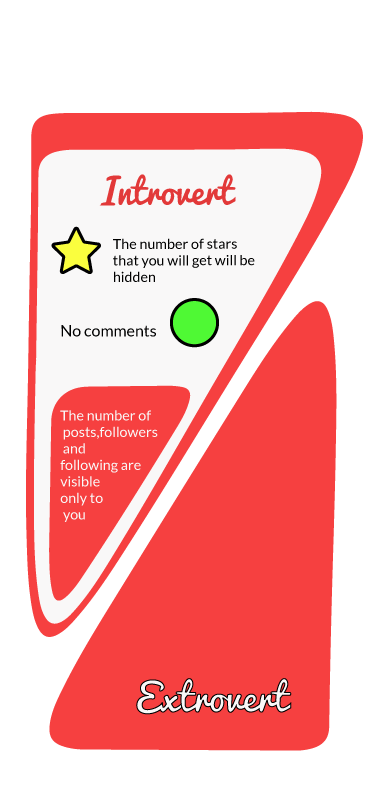 Introvert
The number of stars
that you will get will be
hidden
No comments
The number of
posts,followers
and
following are
visible
only to
you
Extrovert